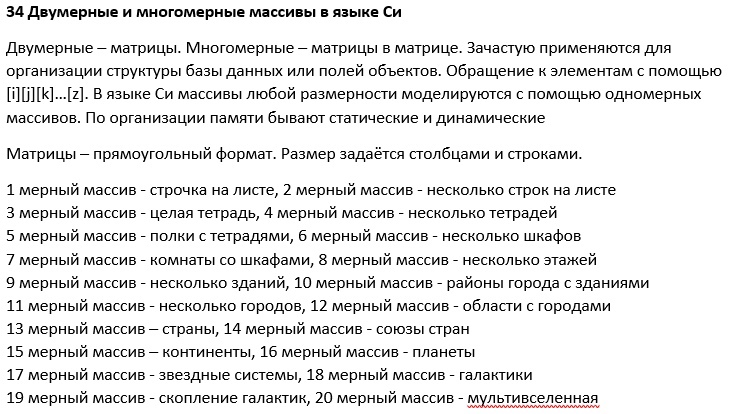 34 Двумерные и многомерные массивы в языке Си
Двумерные – матрицы. Многомерные – матрицы в матрице. Зачастую применяются для
организации структуры базы данных или полей объектов. Обращение к элементам с помощью
[i][j][k]…[z]. В языке Си массивы любой размерности моделируются с помощью одномерных
массивов. По организации памяти бывают статические и динамические
Матрицы – прямоугольный формат. Размер задаётся столбцами и строками.
1 мерный массив - строчка на листе, 2 мерный массив - несколько строк на листе
3 мерный массив - целая тетрадь, 4 мерный массив - несколько тетрадей
5 мерный массив - полки с тетрадями, 6 мерный массив - несколько шкафов
7 мерный массив - комнаты со шкафами, 8 мерный массив - несколько этажей
9 мерный массив - несколько зданий, 10 мерный массив - районы города с зданиями
11 мерный массив - несколько городов, 12 мерный массив - области с городами
13 мерный массив – страны, 14 мерный массив - союзы стран
15 мерный массив – континенты, 16 мерный массив - планеты
17 мерный массив - звездные системы, 18 мерный массив - галактики
19 мерный массив - скопление галактик, 20 мерный массив - мультивселенная